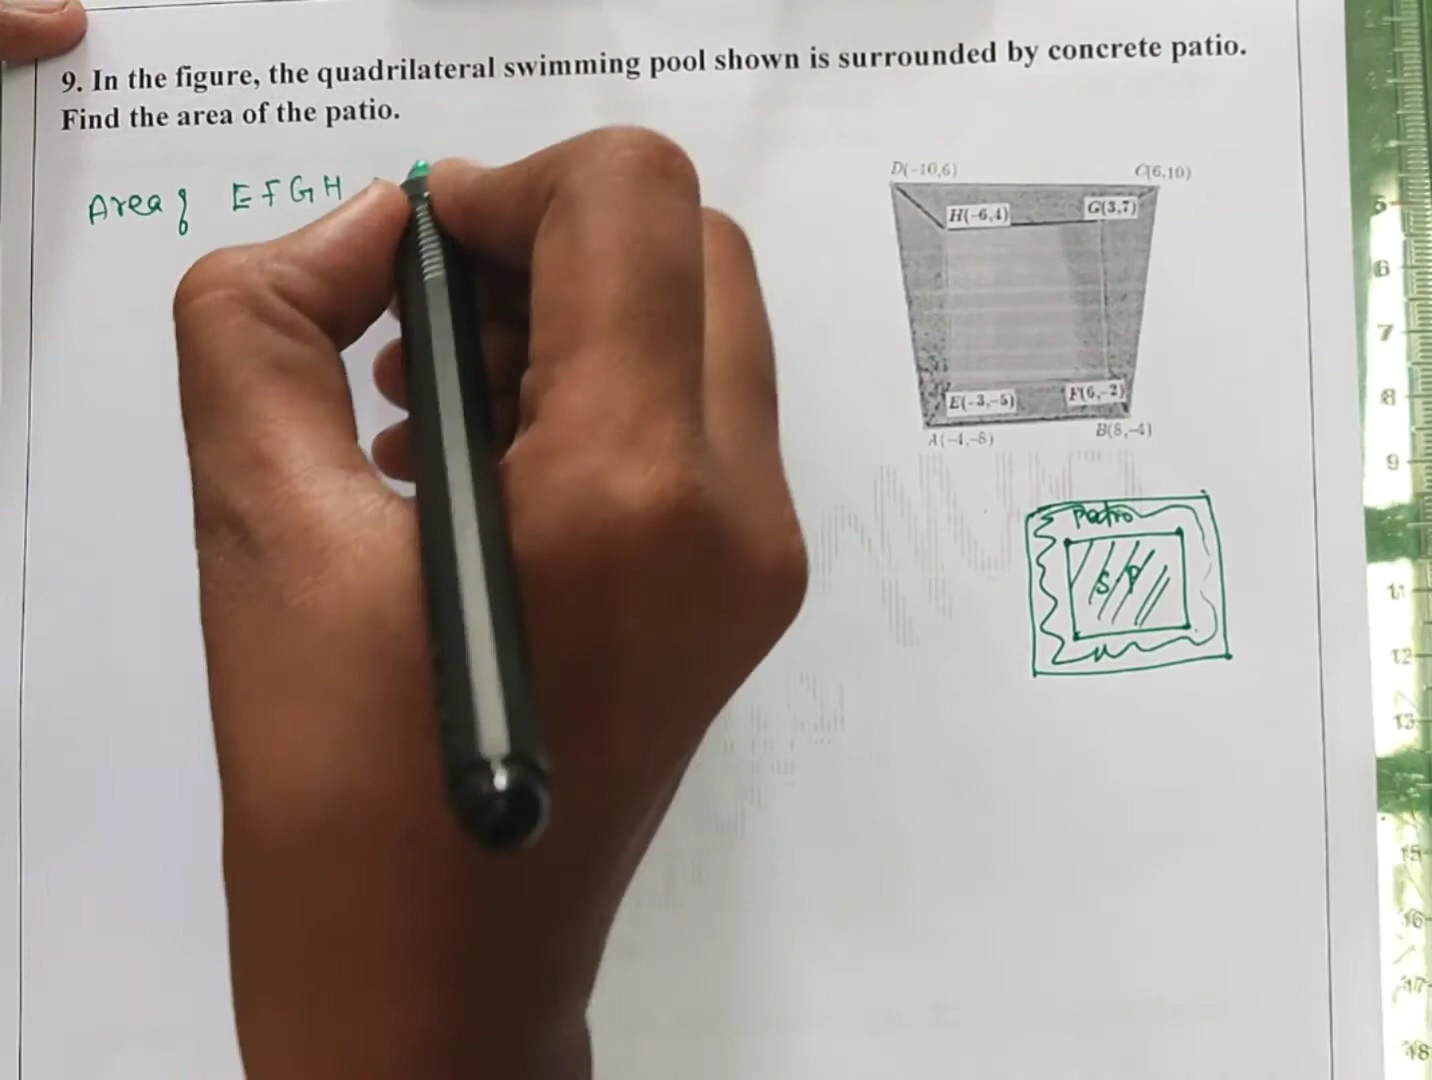 9. In the figure, the quadrilateral swimming pool shown is surrounded by concrete patio.
Find the area of the patio.
Area of EFGH
D(-10,6)
C(6,10)
H(-6,4)
G(3,7)
E(-3,-5)
F(6,-2)
A(-4,-8)
B(8,-4)
Patio
S.P
5
6
7
8
9
11
12
13
15
16
17
18